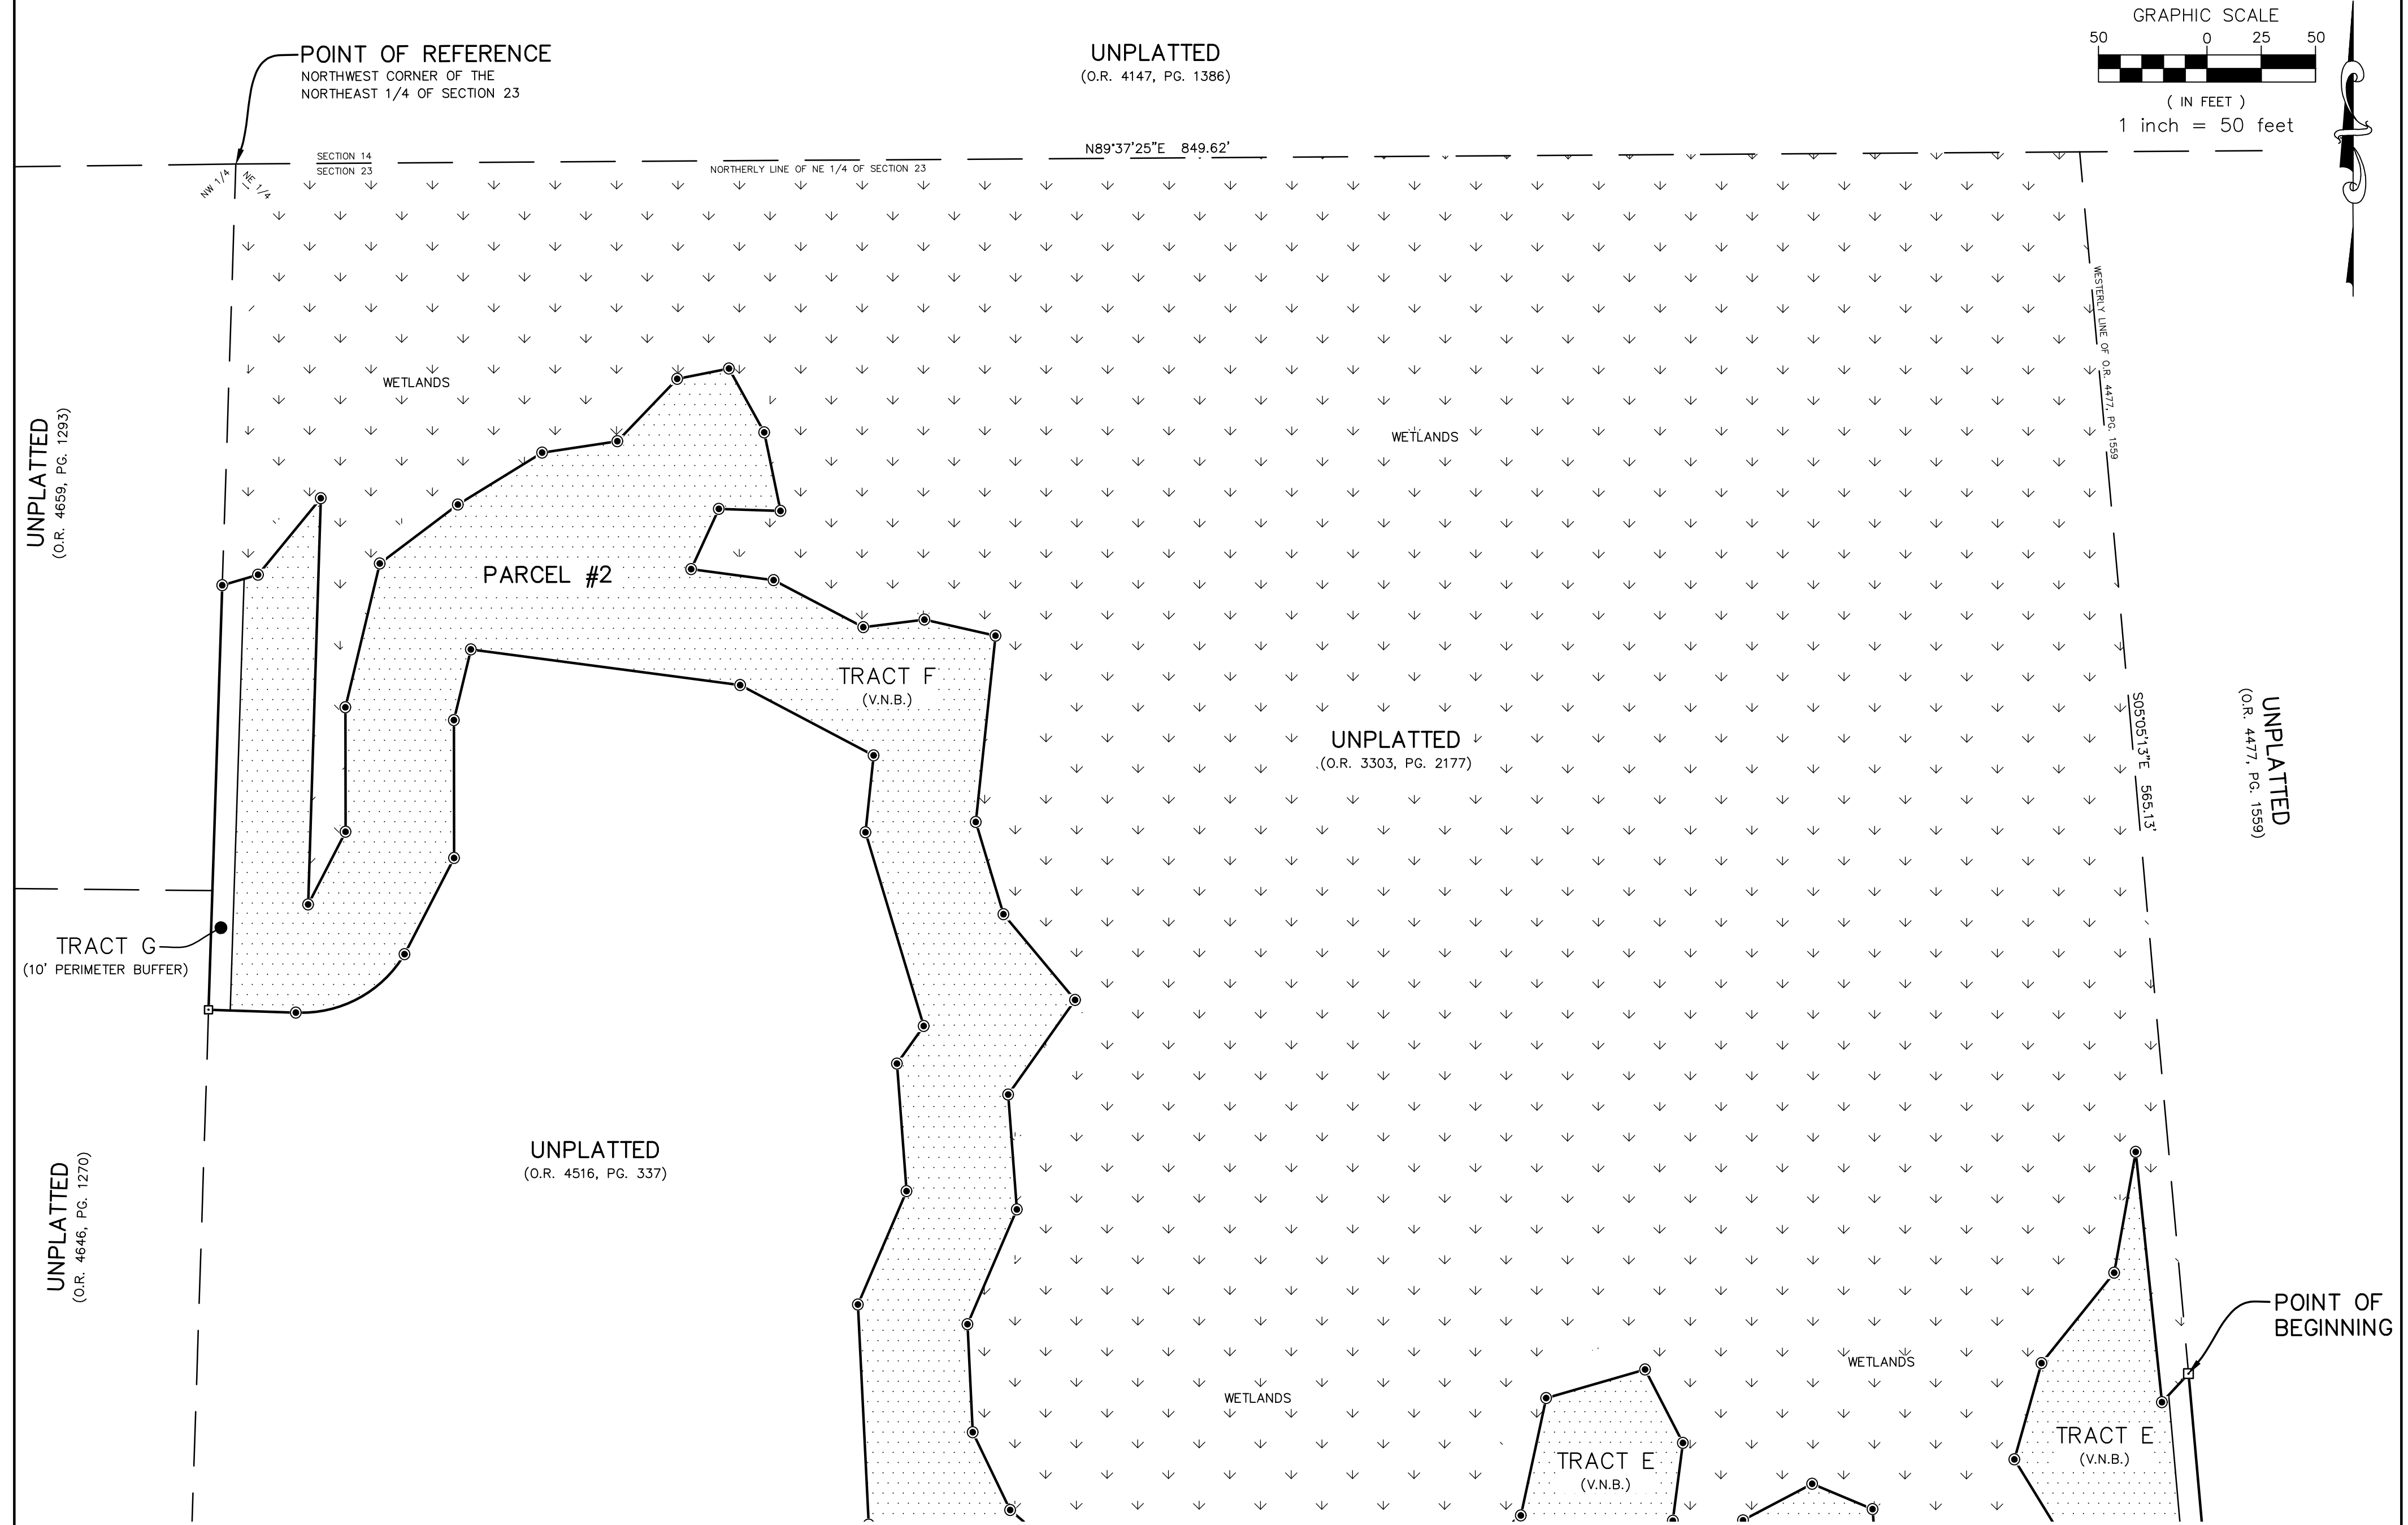 GRAPHIC SCALE
50 0 25 50
( IN FEET )
1 inch = 50 feet
POINT OF REFERENCE
NORTHWEST CORNER OF THE
NORTHEAST 1/4 OF SECTION 23
UNPLATTED
(O.R. 4147, PG. 1386)
N89°37'25"E 849.62'
SECTION 14
SECTION 23
NW 1/4
NE 1/4
NORTHERLY LINE OF NE 1/4 OF SECTION 23
WESTERLY LINE OF O.R. 4477, PG. 1559
WETLANDS
UNPLATTED
(O.R. 4659, PG. 1293)
WETLANDS
PARCEL #2
TRACT F
(V.N.B.)
UNPLATTED
(O.R. 3303, PG. 2177)
S05°05'13"E 565.13'
UNPLATTED
(O.R. 4477, PG. 1559)
TRACT G
(10' PERIMETER BUFFER)
UNPLATTED
(O.R. 4516, PG. 337)
UNPLATTED
(O.R. 4646, PG. 1270)
POINT OF
BEGINNING
WETLANDS
WETLANDS
TRACT E
(V.N.B.)
TRACT E
(V.N.B.)